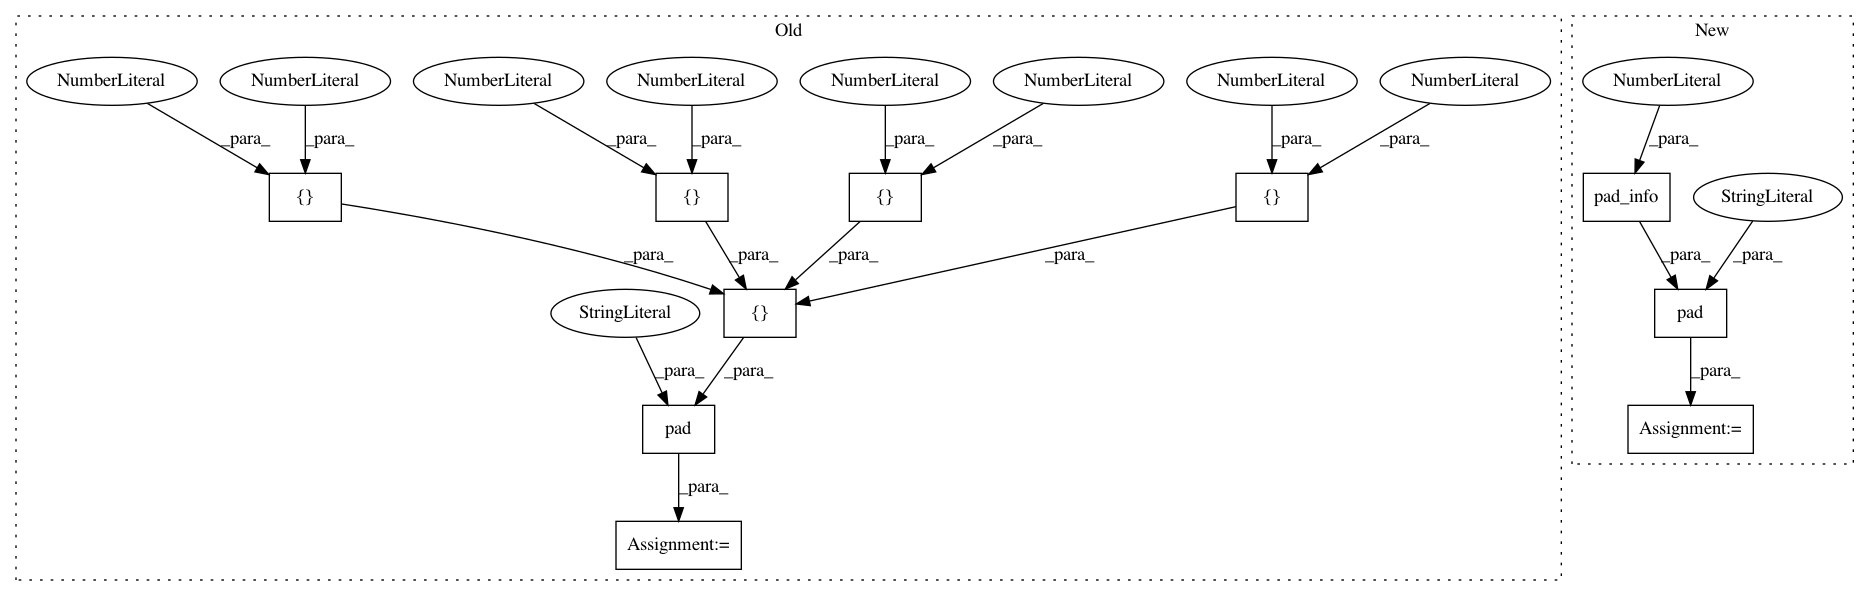 Old
New
NumberLiteral NumberLiteral NumberLiteral NumberLiteral NumberLiteral NumberLiteral NumberLiteral NumberLiteral NumberLiteral
_para_ _para_ _para_ _para_ _para_ _para_ _para_ _para_ _para_
{} {} {} {} pad_info StringLiteral
_para_ _para_ _para_ _para_ _para_ _para_
StringLiteral {} pad
_para_ _para_ _para_
pad Assignment:=
_para_
Assignment:=